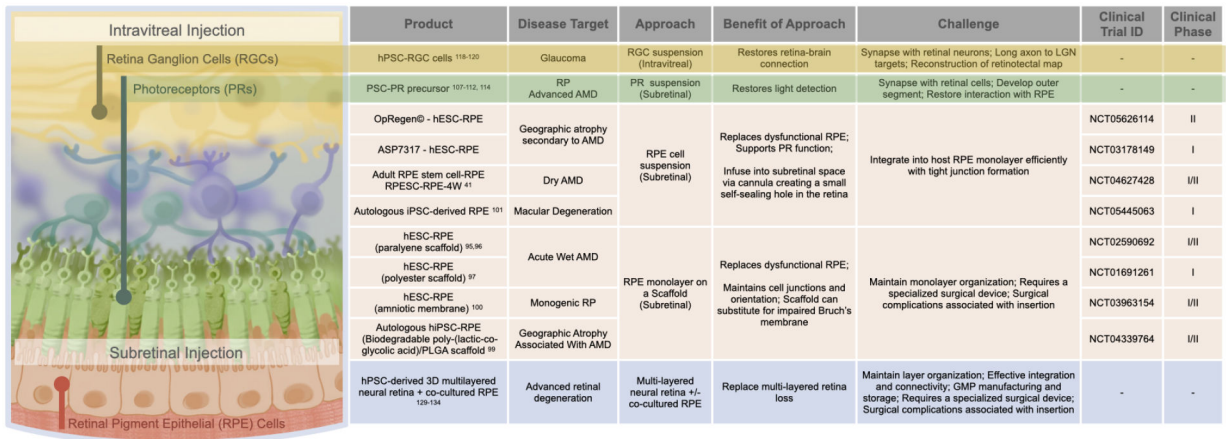 Intravitreal Injection
Retina Ganglion Cells (RGCs)
Photoreceptors (PRs)
Subretinal Injection
Retinal Pigment Epithelial (RPE) Cells
Product
Disease Target
Approach
Benefit of Approach
Challenge
Clinical
Trial ID
Clinical
Phase
hPSC-RGC cells 118-120
Glaucoma
RGC suspension
(Intravitreal)
Restores retina-brain
connection
Synapse with retinal neurons; Long axon to LGN
targets; Reconstruction of retinotectal map
-
-
PSC-PR precursor 107-112, 114
RP
Advanced AMD
PR suspension
(Subretinal)
Restores light detection
Synapse with retinal cells; Develop outer
segment; Restore interaction with RPE
-
-
OpRegen© - hESC-RPE
Geographic atrophy
secondary to AMD
RPE cell
suspension
(Subretinal)
Replaces dysfunctional RPE;
Supports PR function;
Infuse into subretinal space
via cannula creating a small
self-sealing hole in the retina
Integrate into host RPE monolayer efficiently
with tight junction formation
NCT05626114
II
ASP7317 - hESC-RPE
NCT03178149
I
Adult RPE stem cell-RPE
RPESC-RPE-4W 41
Dry AMD
NCT04627428
I/II
Autologous iPSC-derived RPE 101
Macular Degeneration
NCT05445063
I
hESC-RPE
(paralyene scaffold) 95,96
Acute Wet AMD
RPE monolayer on
a Scaffold
(Subretinal)
Replaces dysfunctional RPE;
Maintains cell junctions and
orientation; Scaffold can
substitute for impaired Bruch's
membrane
Maintain monolayer organization; Requires a
specialized surgical device; Surgical
complications associated with insertion
NCT02590692
I/II
hESC-RPE
(polyester scaffold) 97
NCT01691261
I
hESC-RPE
(amniotic membrane) 100
Monogenic RP
NCT03963154
I/II
Autologous hiPSC-RPE
(Biodegradable poly-(lactic-co-
glycolic acid)/PLGA scaffold 99
Geographic Atrophy
Associated With AMD
NCT04339764
I/II
hPSC-derived 3D multilayered
neural retina + co-cultured RPE
129-134
Advanced retinal
degeneration
Multi-layered
neural retina +/-
co-cultured RPE
Replace multi-layered retina
loss
Maintain layer organization; Effective integration
and connectivity; GMP manufacturing and
storage; Requires a specialized surgical device;
Surgical complications associated with insertion
-
-